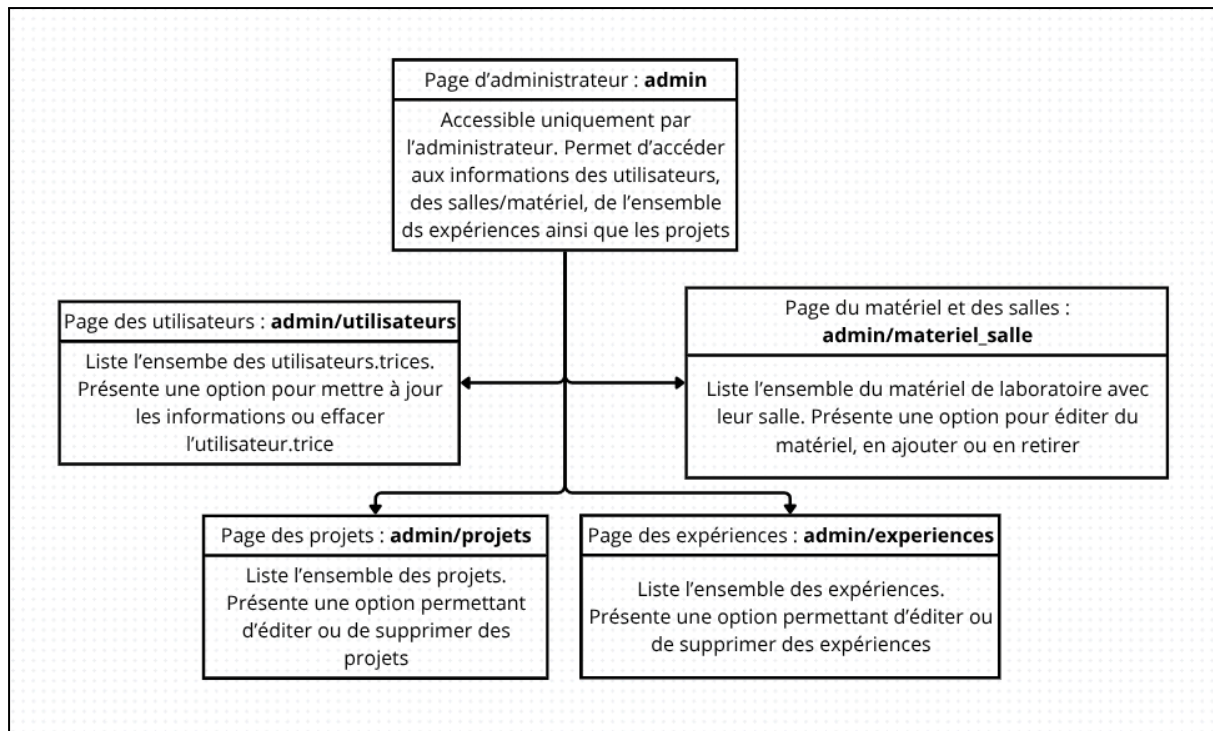 Page d’administrateur : admin
Accessible uniquement par
l’administrateur. Permet d’accéder
aux informations des utilisateurs,
des salles/matériel, de l’ensemble
ds expériences ainsi que les projets
Page des utilisateurs : admin/utilisateurs
Liste l’ensembe des utilisateurs.trices.
Présente une option pour mettre à jour
les informations ou effacer
l’utilisateur.trice
Page du matériel et des salles :
admin/materiel_salle
Liste l’ensemble du matériel de laboratoire avec
leur salle. Présente une option pour éditer du
matériel, en ajouter ou en retirer
Page des projets : admin/projets
Liste l’ensemble des projets.
Présente une option permettant
d’éditer ou de supprimer des
projets
Page des expériences : admin/experiences
Liste l’ensemble des expériences.
Présente une option permettant d’éditer ou
de supprimer des expériences